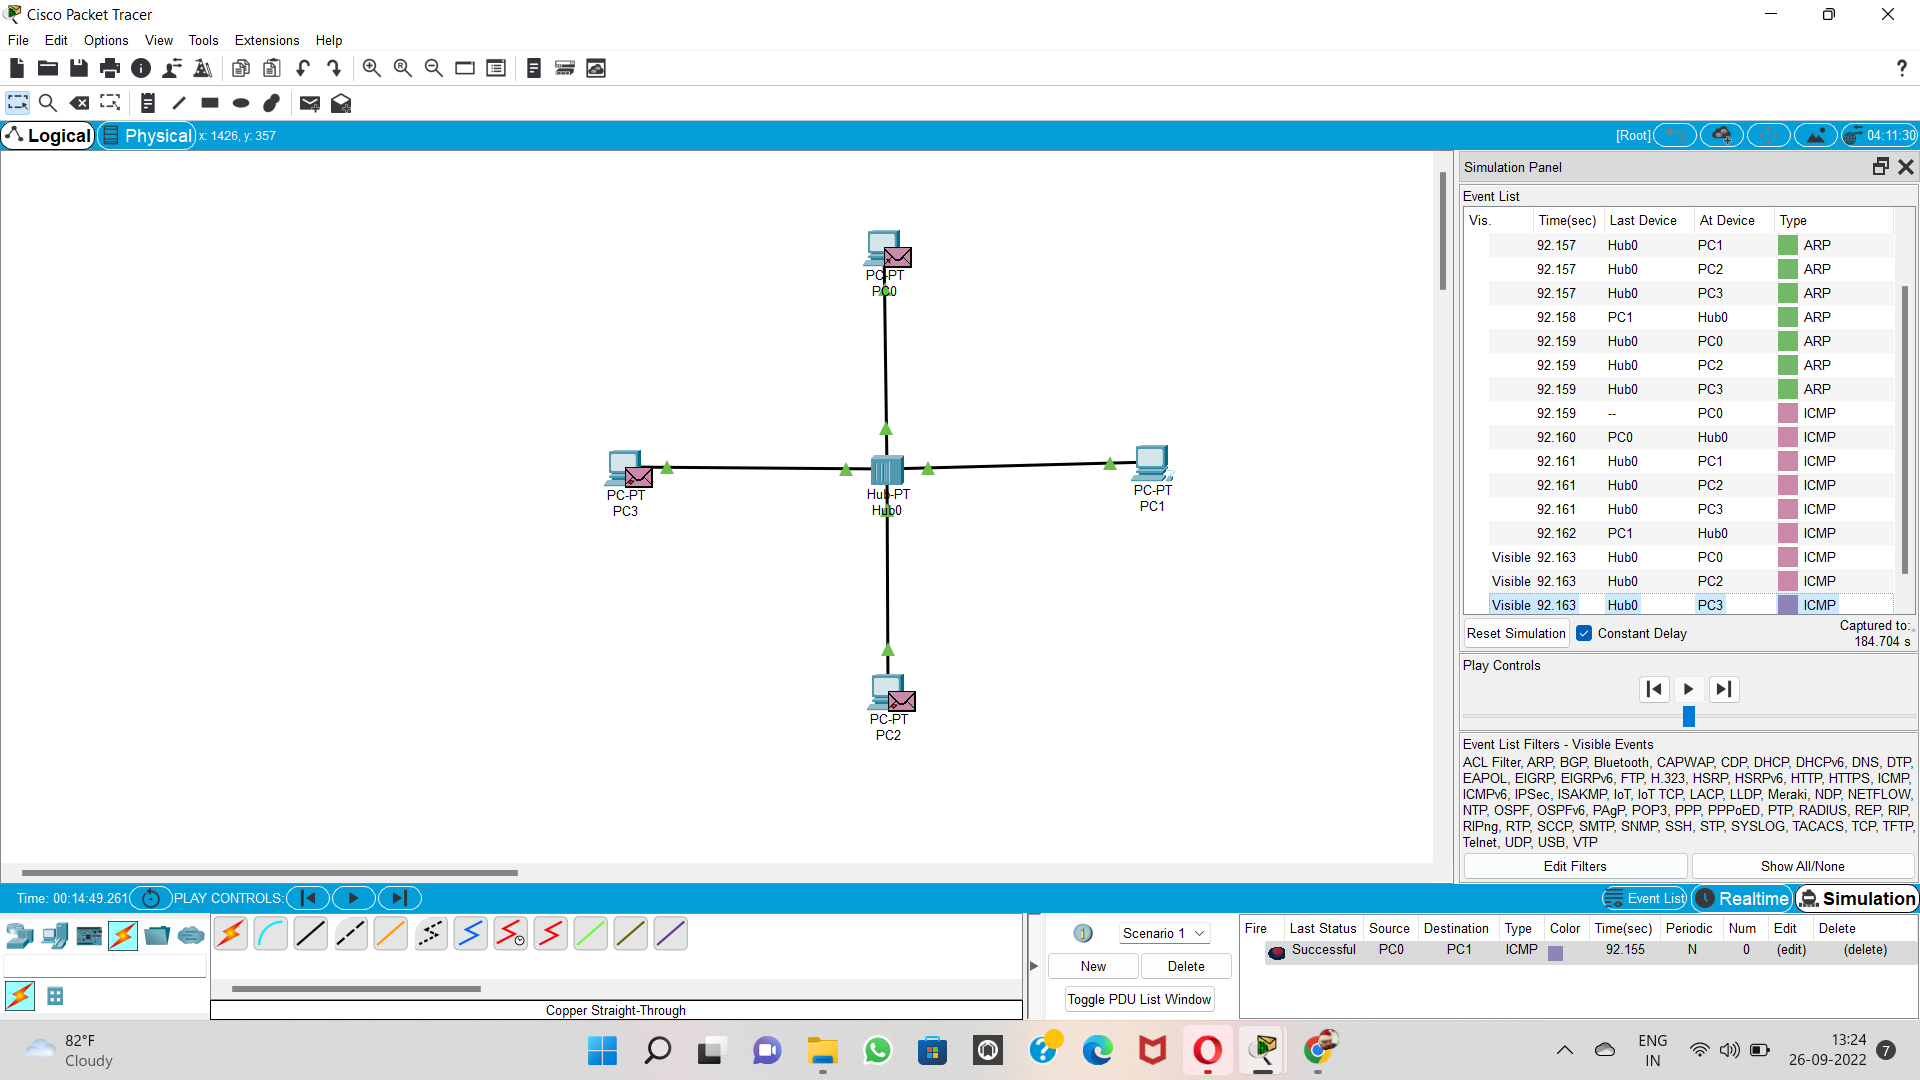 Cisco Packet Tracer
File Edit Options View Tools Extensions Help
?
Logical Physical x: 1426, y: 357 [Root] 04:11:30
Simulation Panel
Event List
Vis. Time(sec) Last Device At Device Type
92.157 Hub0 PC1 ARP
92.157 Hub0 PC2 ARP
92.157 Hub0 PC3 ARP
92.158 PC1 Hub0 ARP
92.159 Hub0 PC0 ARP
92.159 Hub0 PC2 ARP
92.159 Hub0 PC3 ARP
92.159 -- PC0 ICMP
92.160 PC0 Hub0 ICMP
92.161 Hub0 PC1 ICMP
92.161 Hub0 PC2 ICMP
92.161 Hub0 PC3 ICMP
92.162 PC1 Hub0 ICMP
Visible 92.163 Hub0 PC0 ICMP
Visible 92.163 Hub0 PC2 ICMP
Visible 92.163 Hub0 PC3 ICMP
Reset Simulation Constant Delay Captured to:
184.704 s
Play Controls
Event List Filters - Visible Events
ACL Filter, ARP, BGP, Bluetooth, CAPWAP, CDP, DHCP, DHCPv6, DNS, DTP,
EAPOL, EIGRP, EIGRPv6, FTP, H.323, HSRP, HSRPv6, HTTP, HTTPS, ICMP,
ICMPv6, IPSec, ISAKMP, IoT, IoT TCP, LACP, LLDP, Meraki, NDP, NETFLOW,
NTP, OSPF, OSPFv6, PAgP, POP3, PPP, PPPoED, PTP, RADIUS, REP, RIP,
RIPng, RTP, SCCP, SMTP, SNMP, SSH, STP, SYSLOG, TACACS, TCP, TFTP,
Telnet, UDP, USB, VTP
Edit Filters Show All/None
PC-PT
PC0
PC-PT
PC3
Hub-PT
Hub0
PC-PT
PC1
PC-PT
PC2
Time: 00:14:49.261 PLAY CONTROLS: Event List Realtime Simulation
1 Scenario 1
New Delete
Toggle PDU List Window
Fire Last Status Source Destination Type Color Time(sec) Periodic Num Edit Delete
Successful PC0 PC1 ICMP 92.155 N 0 (edit) (delete)
Copper Straight-Through
82°F
Cloudy
ENG
IN
13:24
26-09-2022
7